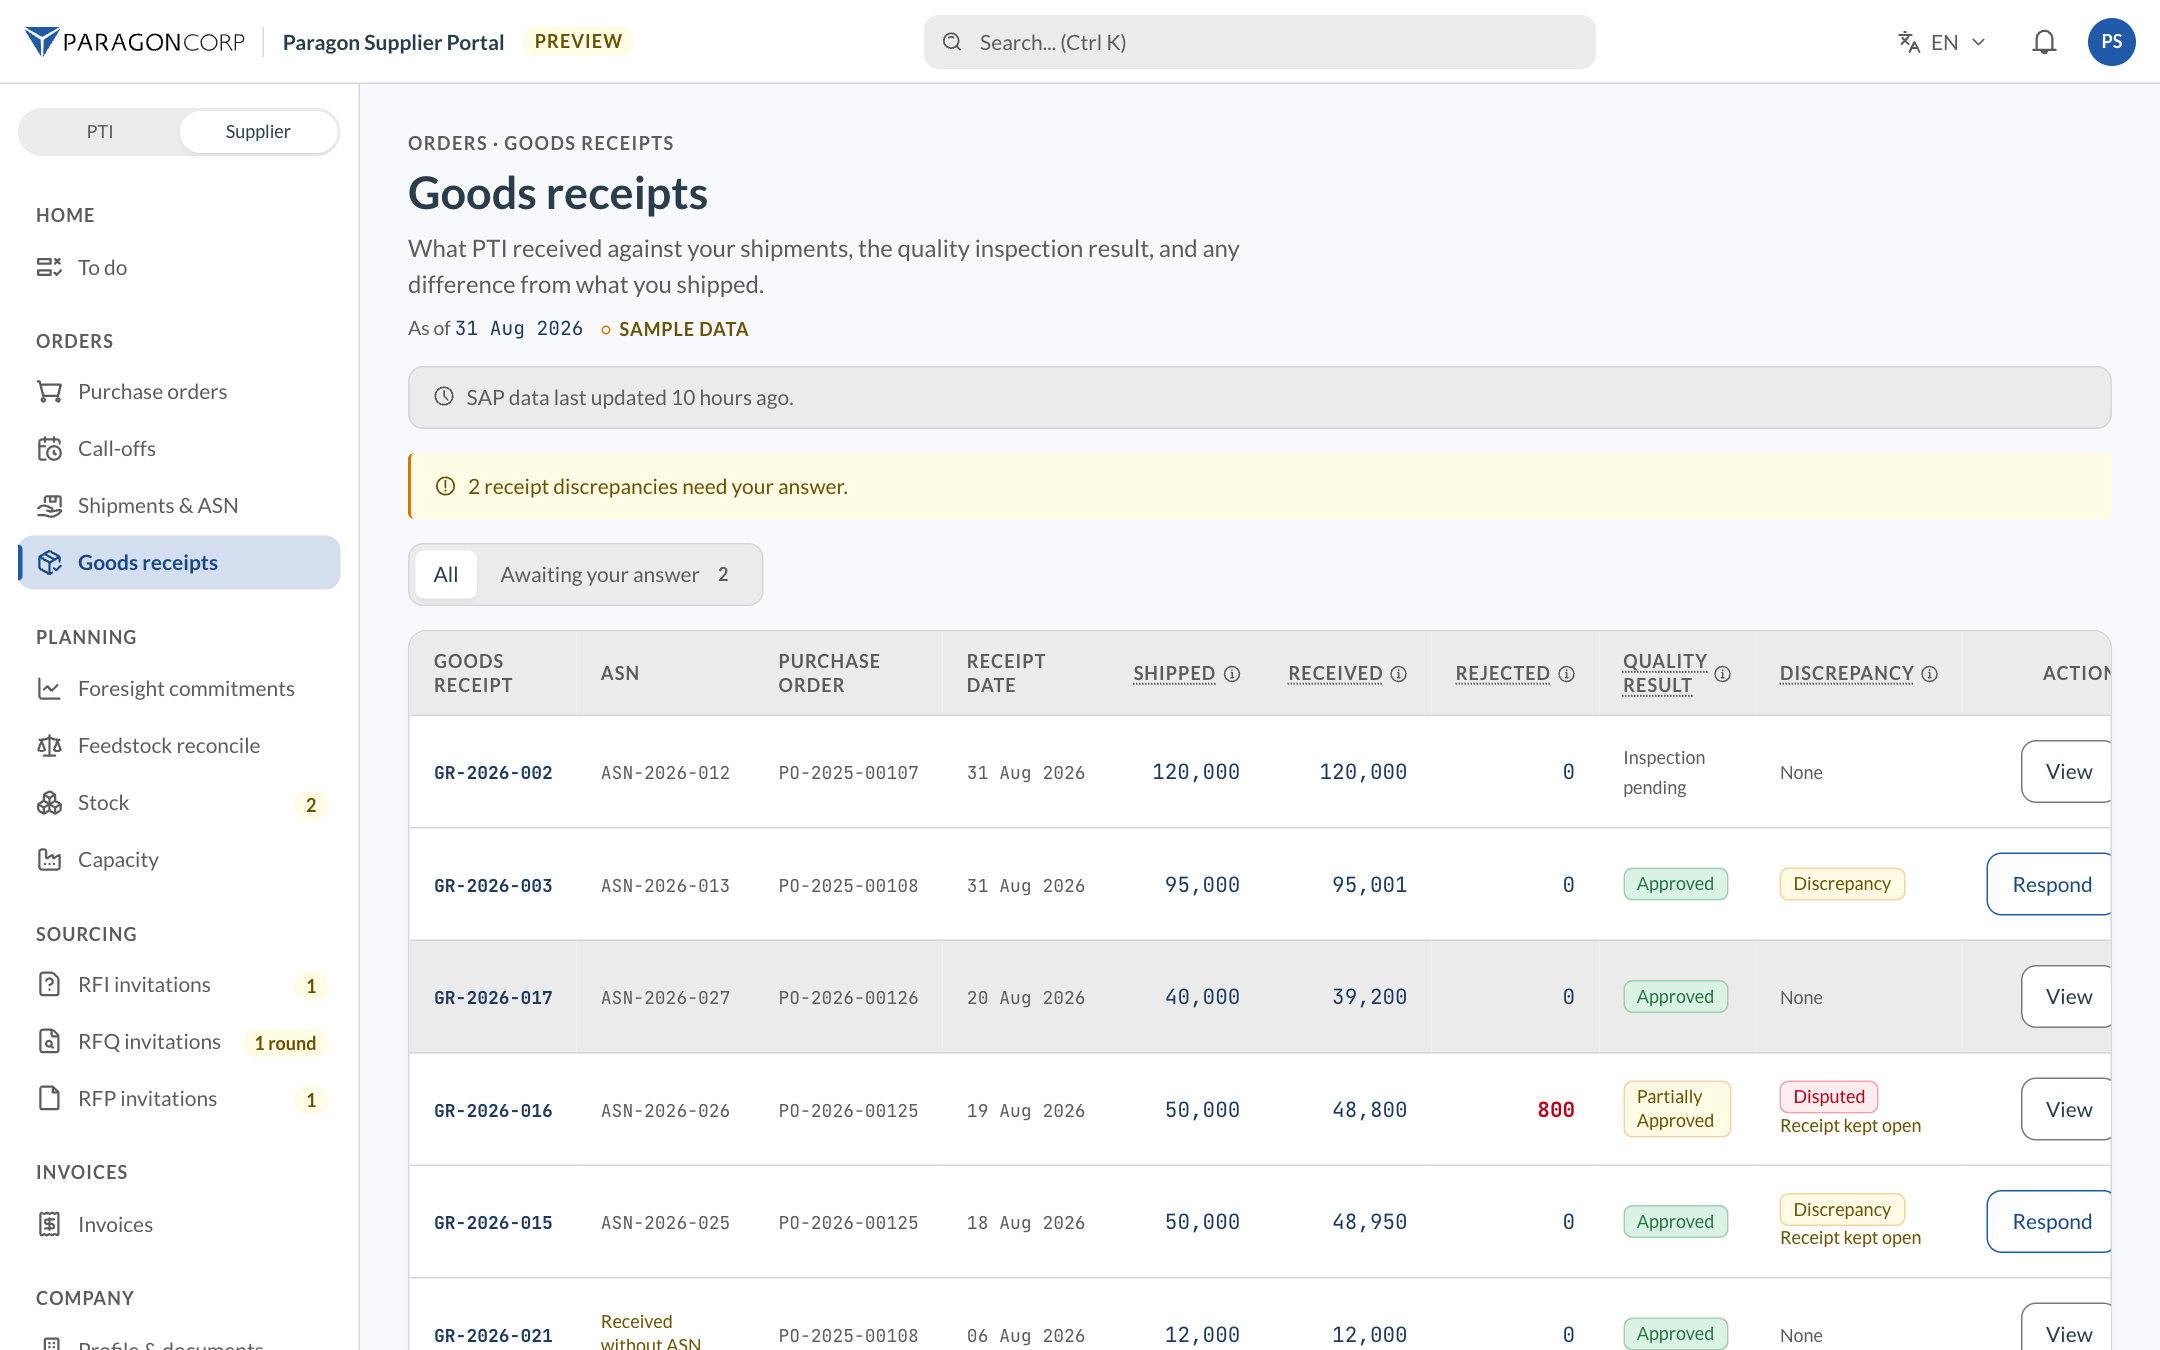 PARAGONCORP
Paragon Supplier Portal
PREVIEW
Search... (Ctrl K)
EN
PS
PTI
Supplier
HOME
To do
ORDERS
Purchase orders
Call-offs
Shipments & ASN
Goods receipts
PLANNING
Foresight commitments
Feedstock reconcile
Stock 2
Capacity
SOURCING
RFI invitations 1
RFQ invitations 1 round
RFP invitations 1
INVOICES
Invoices
COMPANY
Profile & documents
ORDERS · GOODS RECEIPTS
Goods receipts
What PTI received against your shipments, the quality inspection result, and any
difference from what you shipped.
As of 31 Aug 2026 SAMPLE DATA
SAP data last updated 10 hours ago.
2 receipt discrepancies need your answer.
All Awaiting your answer 2
GOODS RECEIPT ASN PURCHASE ORDER RECEIPT DATE SHIPPED RECEIVED REJECTED QUALITY RESULT DISCREPANCY ACTION
GR-2026-002 ASN-2026-012 PO-2025-00107 31 Aug 2026 120,000 120,000 0 Inspection pending None View
GR-2026-003 ASN-2026-013 PO-2025-00108 31 Aug 2026 95,000 95,001 0 Approved Discrepancy Respond
GR-2026-017 ASN-2026-027 PO-2026-00126 20 Aug 2026 40,000 39,200 0 Approved None View
GR-2026-016 ASN-2026-026 PO-2026-00125 19 Aug 2026 50,000 48,800 800 Partially Approved Disputed Receipt kept open View
GR-2026-015 ASN-2026-025 PO-2026-00125 18 Aug 2026 50,000 48,950 0 Approved Discrepancy Receipt kept open Respond
GR-2026-021 Received without ASN PO-2025-00108 06 Aug 2026 12,000 12,000 0 Approved None View